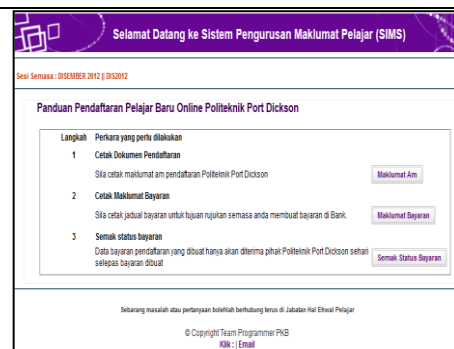 Selamat Datang ke Sistem Pengurusan Maklumat Pelajar (SIMS)
Sesi Semasa : DISEMBER 2012 || DIS2012
Panduan Pendaftaran Pelajar Baru Online Politeknik Port Dickson
Langkah Perkara yang perlu dilakukan
1 Cetak Dokumen Pendaftaran
Sila cetak maklumat am pendaftaran Politeknik Port Dickson Maklumat Am
2 Cetak Maklumat Bayaran
Sila cetak jadual bayaran untuk tujuan rujukan semasa anda membuat bayaran di Bank. Maklumat Bayaran
3 Semak status bayaran
Data bayaran pendaftaran yang dibuat hanya akan diterima pihak Politeknik Port Dickson sehari
selepas bayaran dibuat Semak Status Bayaran
Sebarang masalah atau pertanyaan bolehlah berhubung terus di Jabatan Hal Ehwal Pelajar
© Copyright Team Programmer PKB
Klik : | Email